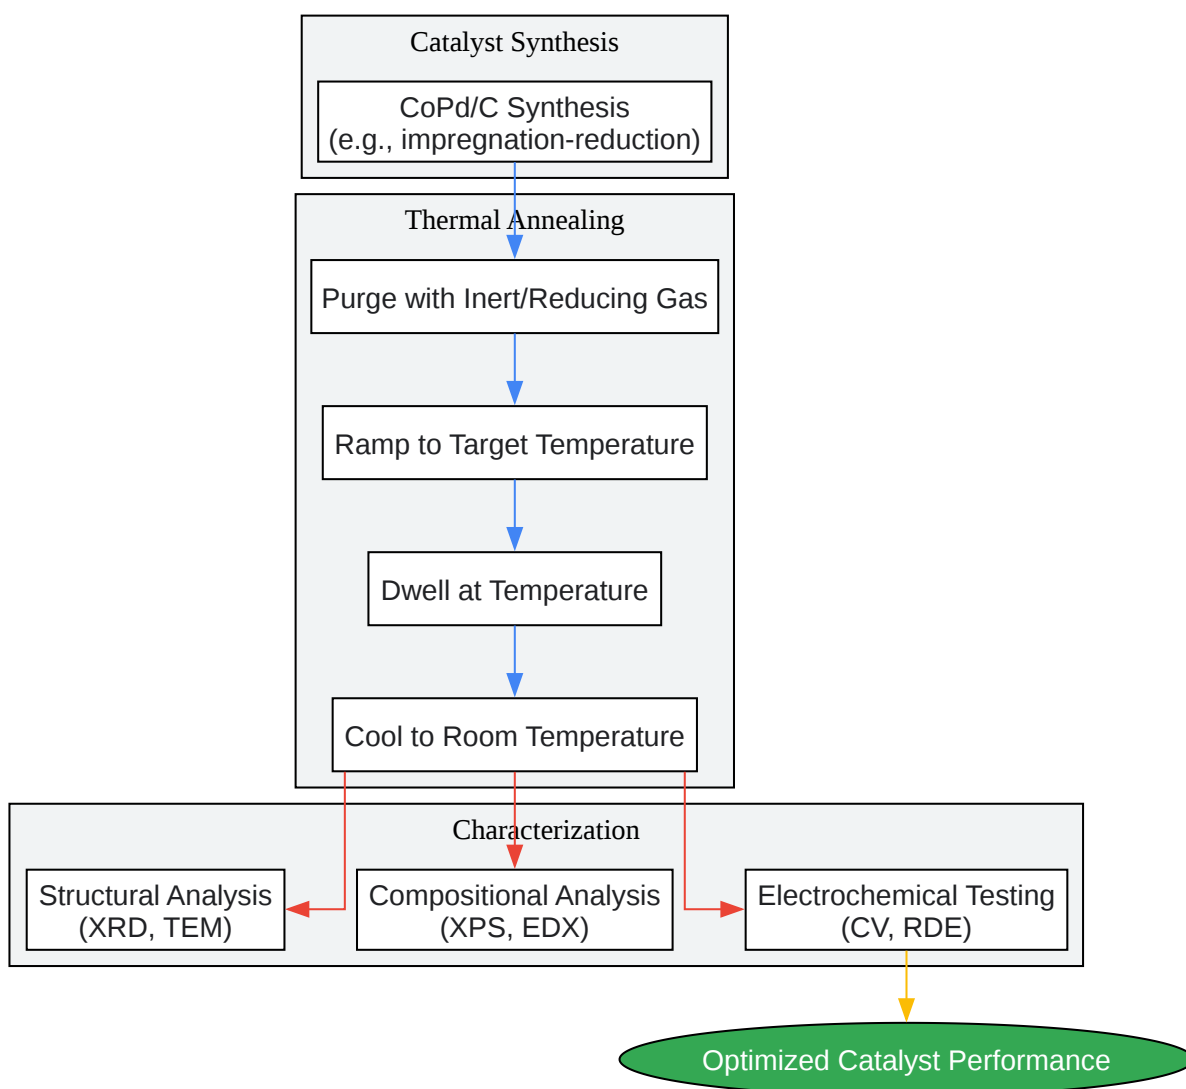 Catalyst Synthesis
CoPd/C Synthesis
(e.g., impregnation-reduction)
Thermal Annealing
Purge with Inert/Reducing Gas
Ramp to Target Temperature
Dwell at Temperature
Cool to Room Temperature
Characterization
Structural Analysis
(XRD, TEM)
Compositional Analysis
(XPS, EDX)
Electrochemical Testing
(CV, RDE)
Optimized Catalyst Performance